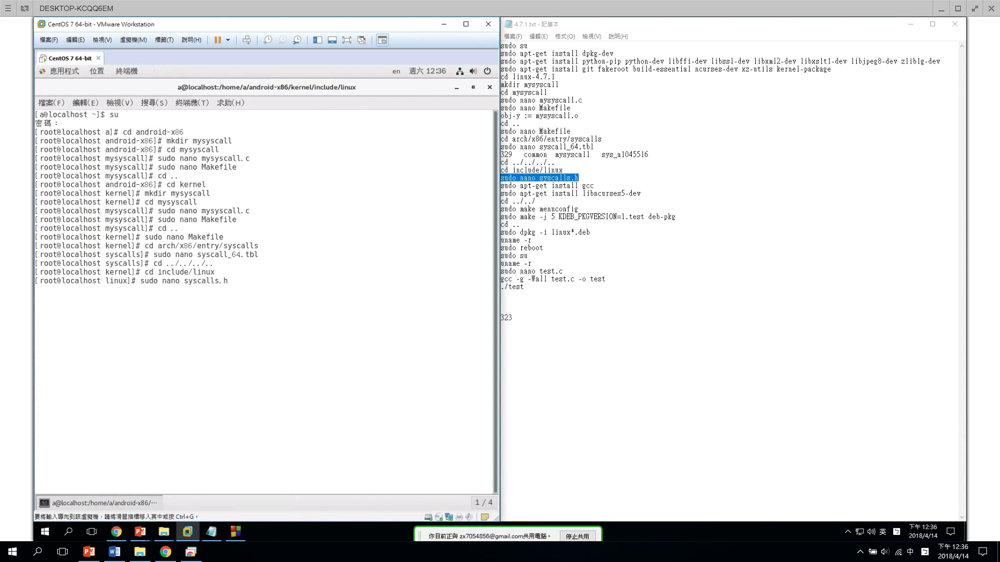 DESKTOP-KCQQ6EM
CentOS 7 64-bit - VMware Workstation
檔案(F) 編輯(E) 檢視(V) 虛擬機(M) 標籤(T) 說明(H)
CentOS 7 64-bit
應用程式 位置 終端機 en 週六 12:36
a@localhost:/home/a/android-x86/kernel/include/linux
檔案(F) 編輯(E) 檢視(V) 搜尋(S) 終端機(T) 求助(H)
[a@localhost ~]$ su
密碼：
[root@localhost a]# cd android-x86
[root@localhost android-x86]# mkdir mysyscall
[root@localhost android-x86]# cd mysyscall
[root@localhost mysyscall]# sudo nano mysyscall.c
[root@localhost mysyscall]# sudo nano Makefile
[root@localhost mysyscall]# cd ..
[root@localhost android-x86]# cd kernel
[root@localhost kernel]# mkdir mysyscall
[root@localhost kernel]# cd mysyscall
[root@localhost mysyscall]# sudo nano mysyscall.c
[root@localhost mysyscall]# sudo nano Makefile
[root@localhost mysyscall]# cd ..
[root@localhost kernel]# sudo nano Makefile
[root@localhost kernel]# cd arch/x86/entry/syscalls
[root@localhost syscalls]# sudo nano syscall_64.tbl
[root@localhost syscalls]# cd ../../../..
[root@localhost kernel]# cd include/linux
[root@localhost linux]# sudo nano syscalls.h
a@localhost:/home/a/android-x86/···
1 / 4
要將輸入導向到該虛擬機，請將滑鼠指標移入其中或按 Ctrl+G。
4.7.1.txt - 記事本
檔案(F) 編輯(E) 格式(O) 檢視(V) 說明(H)
sudo su
sudo apt-get install dpkg-dev
sudo apt-get install python-pip python-dev libffi-dev libssl-dev libxml2-dev libxslt1-dev libjpeg8-dev zlib1g-dev
sudo apt-get install git fakeroot build-essential ncurses-dev xz-utils kernel-package
cd linux-4.7.1
mkdir mysyscall
cd mysyscall
sudo nano mysyscall.c
sudo nano Makefile
obj-y := mysyscall.o
cd ..
sudo nano Makefile
cd arch/x86/entry/syscalls
sudo nano syscall_64.tbl
329 common mysyscall sys_a1045516
cd ../../../..
cd include/linux
sudo nano syscalls.h
sudo apt-get install gcc
sudo apt-get install libncurses5-dev
cd ../../
sudo make menuconfig
sudo make -j 5 KDEB_PKGVERSION=1.test deb-pkg
cd ..
sudo dpkg -i linux*.deb
uname -r
sudo reboot
sudo su
uname -r
sudo nano test.c
gcc -g -Wall test.c -o test
./test
323
你目前正與 zx7054856@gmail.com共用電腦。 停止共用
英
下午 12:36
2018/4/14
中
下午 12:36
2018/4/14